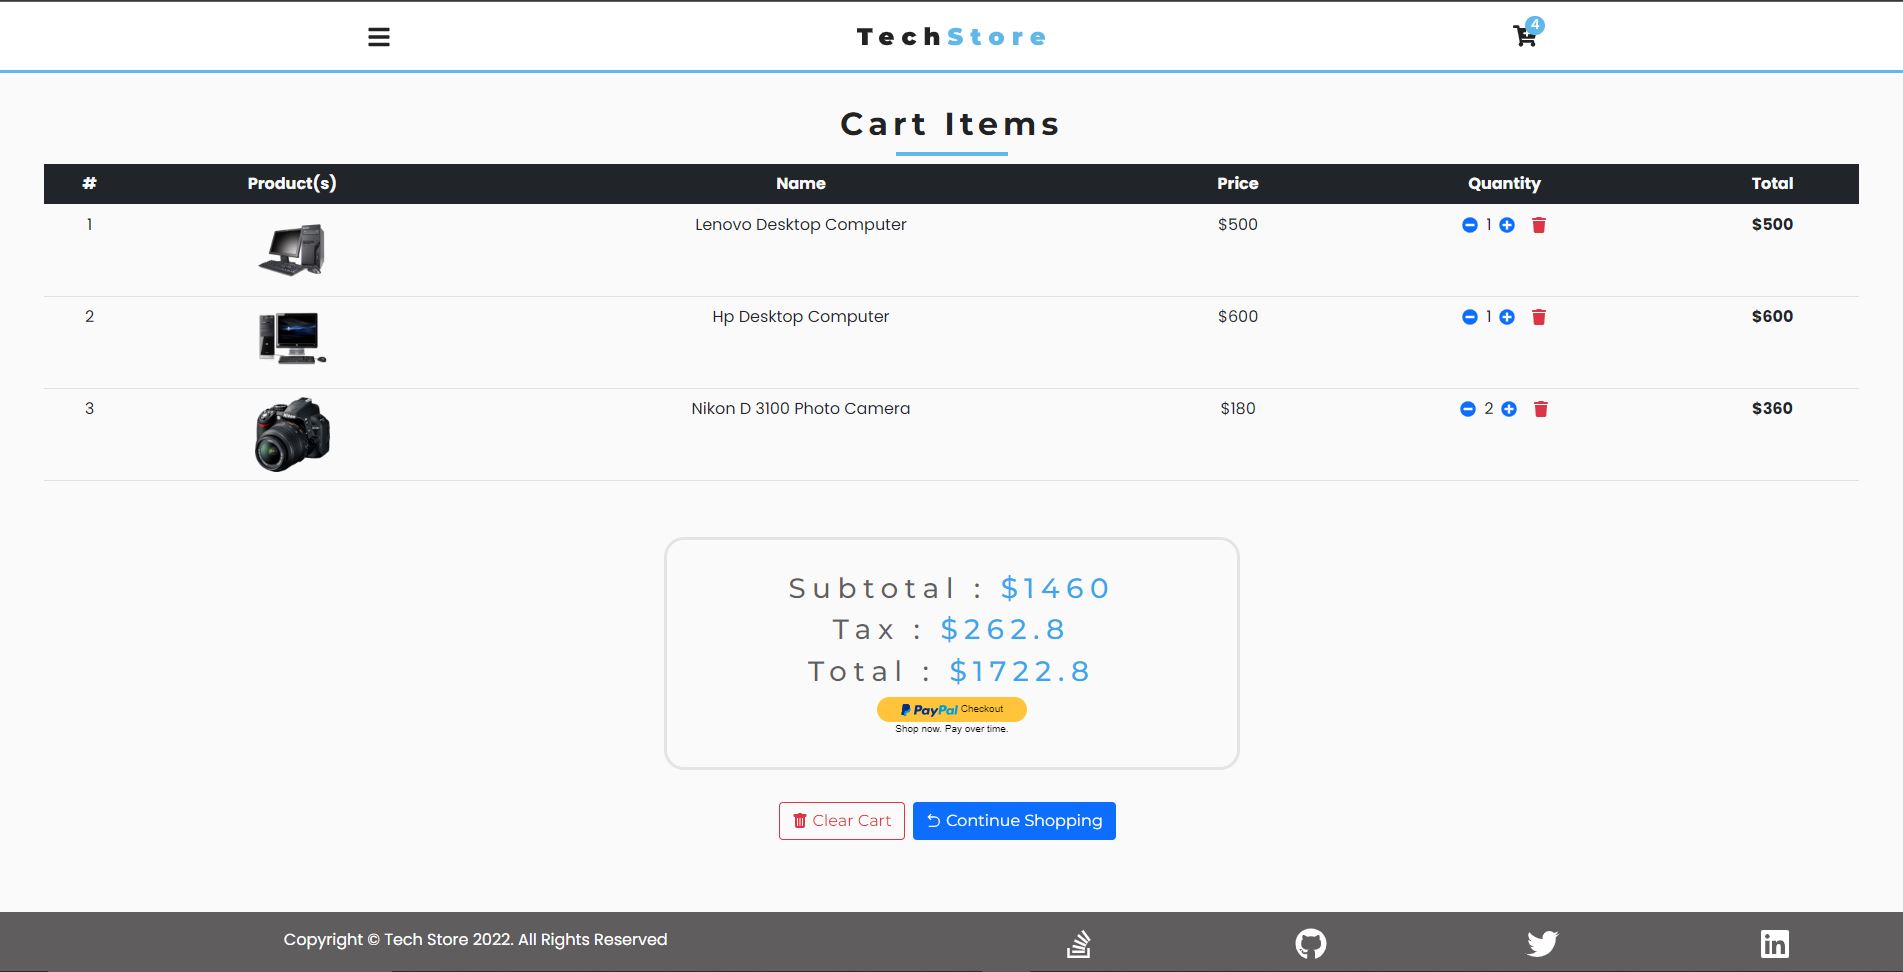 TechStore
4
Cart Items
# Product(s) Name Price Quantity Total
1 Lenovo Desktop Computer $500 1 $500
2 Hp Desktop Computer $600 1 $600
3 Nikon D 3100 Photo Camera $180 2 $360
Subtotal : $1460
Tax : $262.8
Total : $1722.8
PayPal Checkout
Shop now. Pay over time.
Clear Cart Continue Shopping
Copyright © Tech Store 2022. All Rights Reserved
in